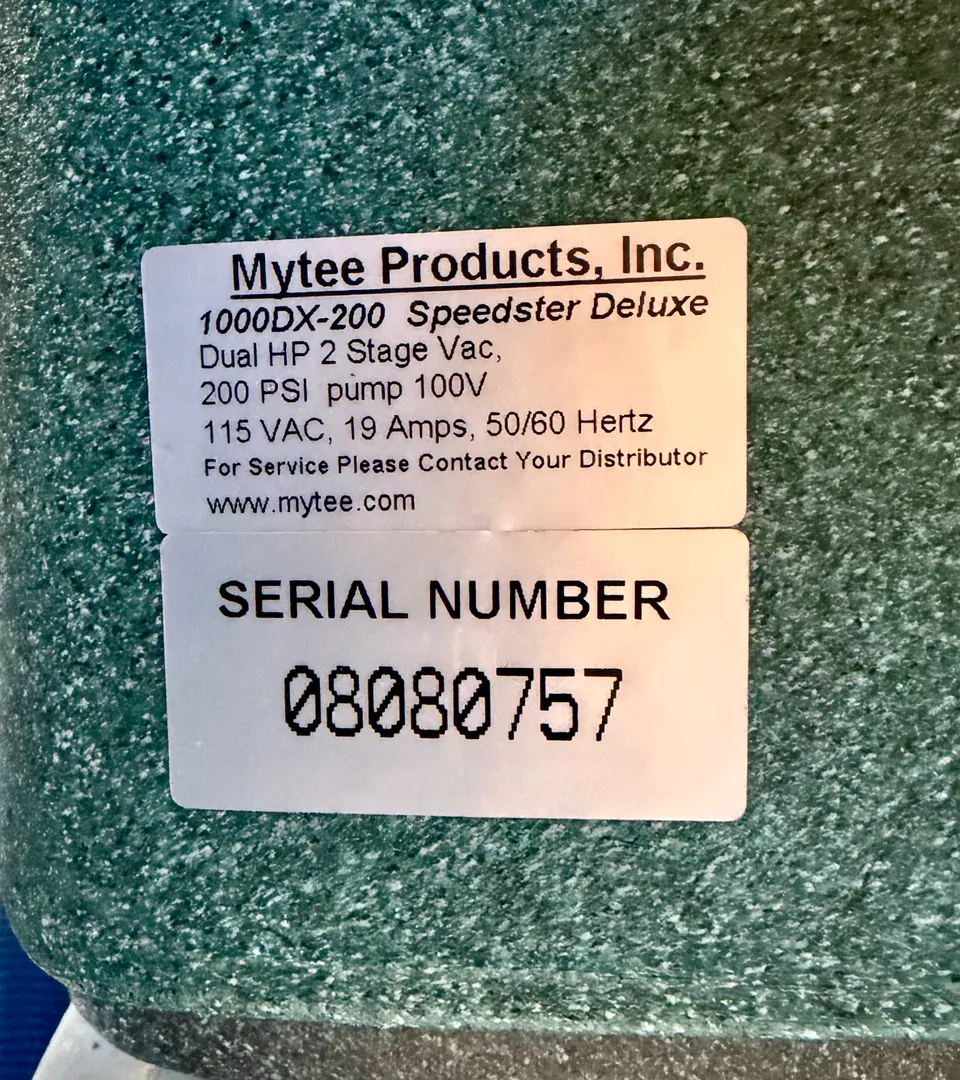 Mytee Products, Inc.
1000DX-200 Speedster Deluxe
Dual HP 2 Stage Vac,
200 PSI pump 100V
115 VAC, 19 Amps, 50/60 Hertz
For Service Please Contact Your Distributor
www.mytee.com
SERIAL NUMBER
08080757